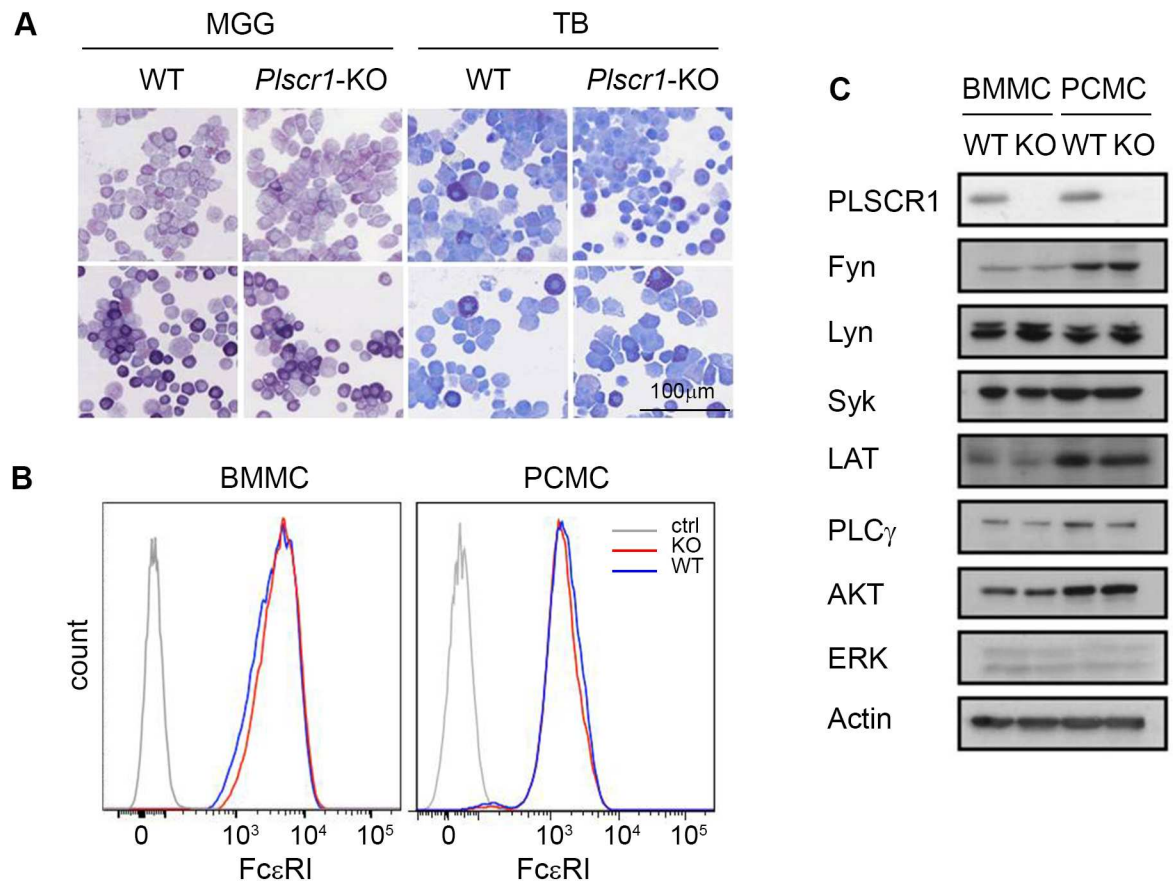 A
MGG TB
WT Plscr1-KO WT Plscr1-KO
100μm
B
BMMC PCMC
ctrl
KO
WT
count
0 10³ 10⁴ 10⁵ 0 10³ 10⁴ 10⁵
FcεRI FcεRI
C
BMMC PCMC
WT KO WT KO
PLSCR1
Fyn
Lyn
Syk
LAT
PLCγ
AKT
ERK
Actin